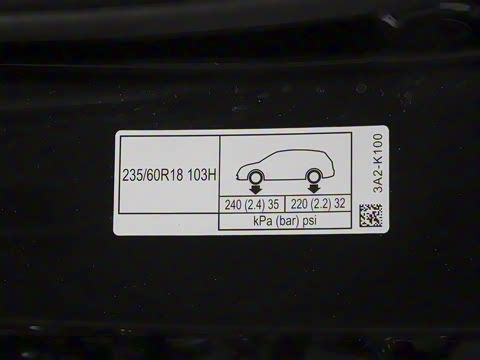 235/60R18 103H
240 (2.4) 35 220 (2.2) 32
kPa (bar) psi
3A2-K100